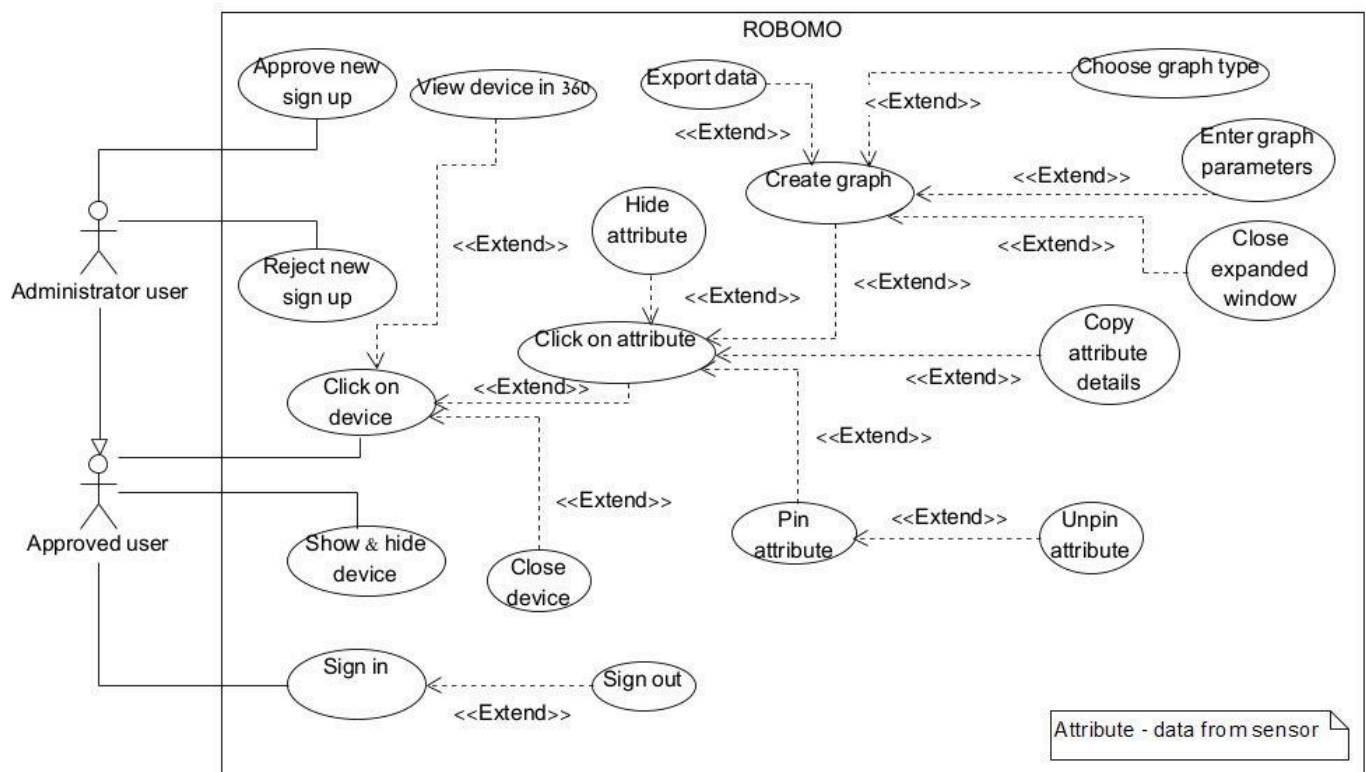 ROBOMO
Approve new
sign up
View device in 360
Export data
Choose graph type
<<Extend>>
<<Extend>>
Enter graph
parameters
Create graph
<<Extend>>
Hide
attribute
<<Extend>>
Reject new
sign up
<<Extend>>
Close
expanded
window
Administrator user
<<Extend>>
<<Extend>>
Click on attribute
Copy
attribute
details
Click on
device
<<Extend>>
<<Extend>>
<<Extend>>
<<Extend>>
Approved user
Show & hide
device
Close
device
Pin
attribute
<<Extend>>
Unpin
attribute
Sign in
Sign out
<<Extend>>
Attribute - data from sensor